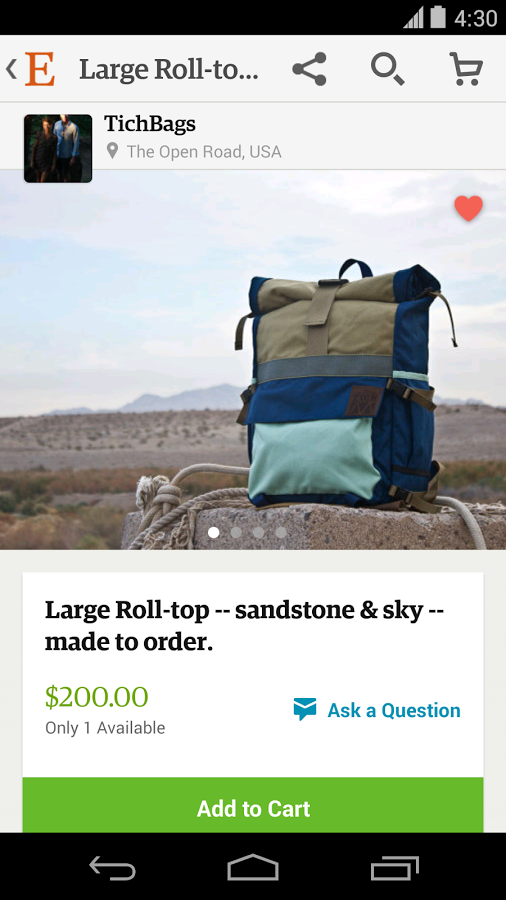 4:30
E Large Roll-to...
TichBags
The Open Road, USA
Large Roll-top -- sandstone & sky --
made to order.
$200.00
Only 1 Available
Ask a Question
Add to Cart